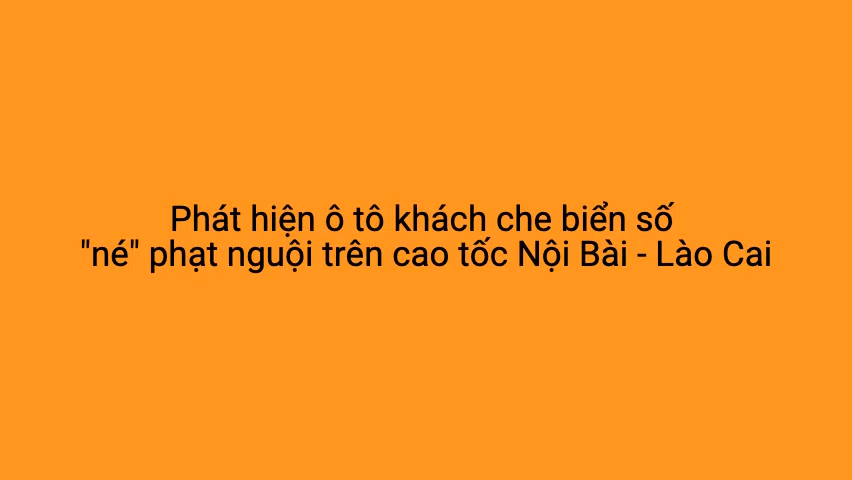 Phát hiện ô tô khách che biển số
"né" phạt nguội trên cao tốc Nội Bài - Lào Cai